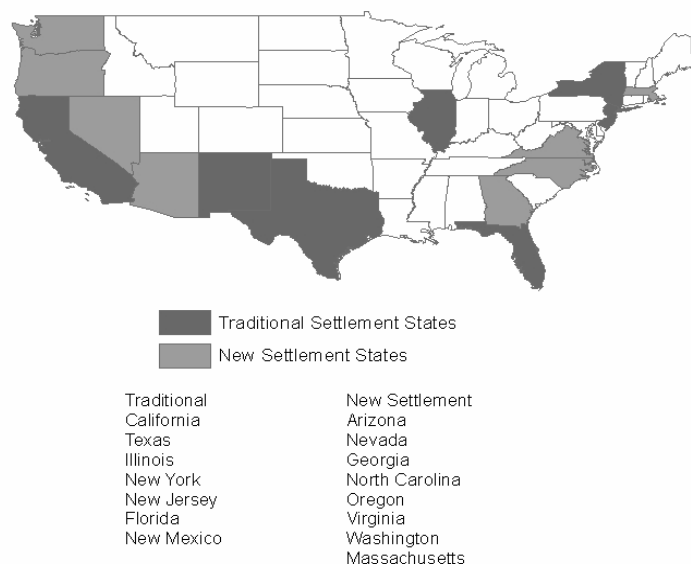 Traditional Settlement States
New Settlement States
Traditional
California
Texas
Illinois
New York
New Jersey
Florida
New Mexico
New Settlement
Arizona
Nevada
Georgia
North Carolina
Oregon
Virginia
Washington
Massachusetts